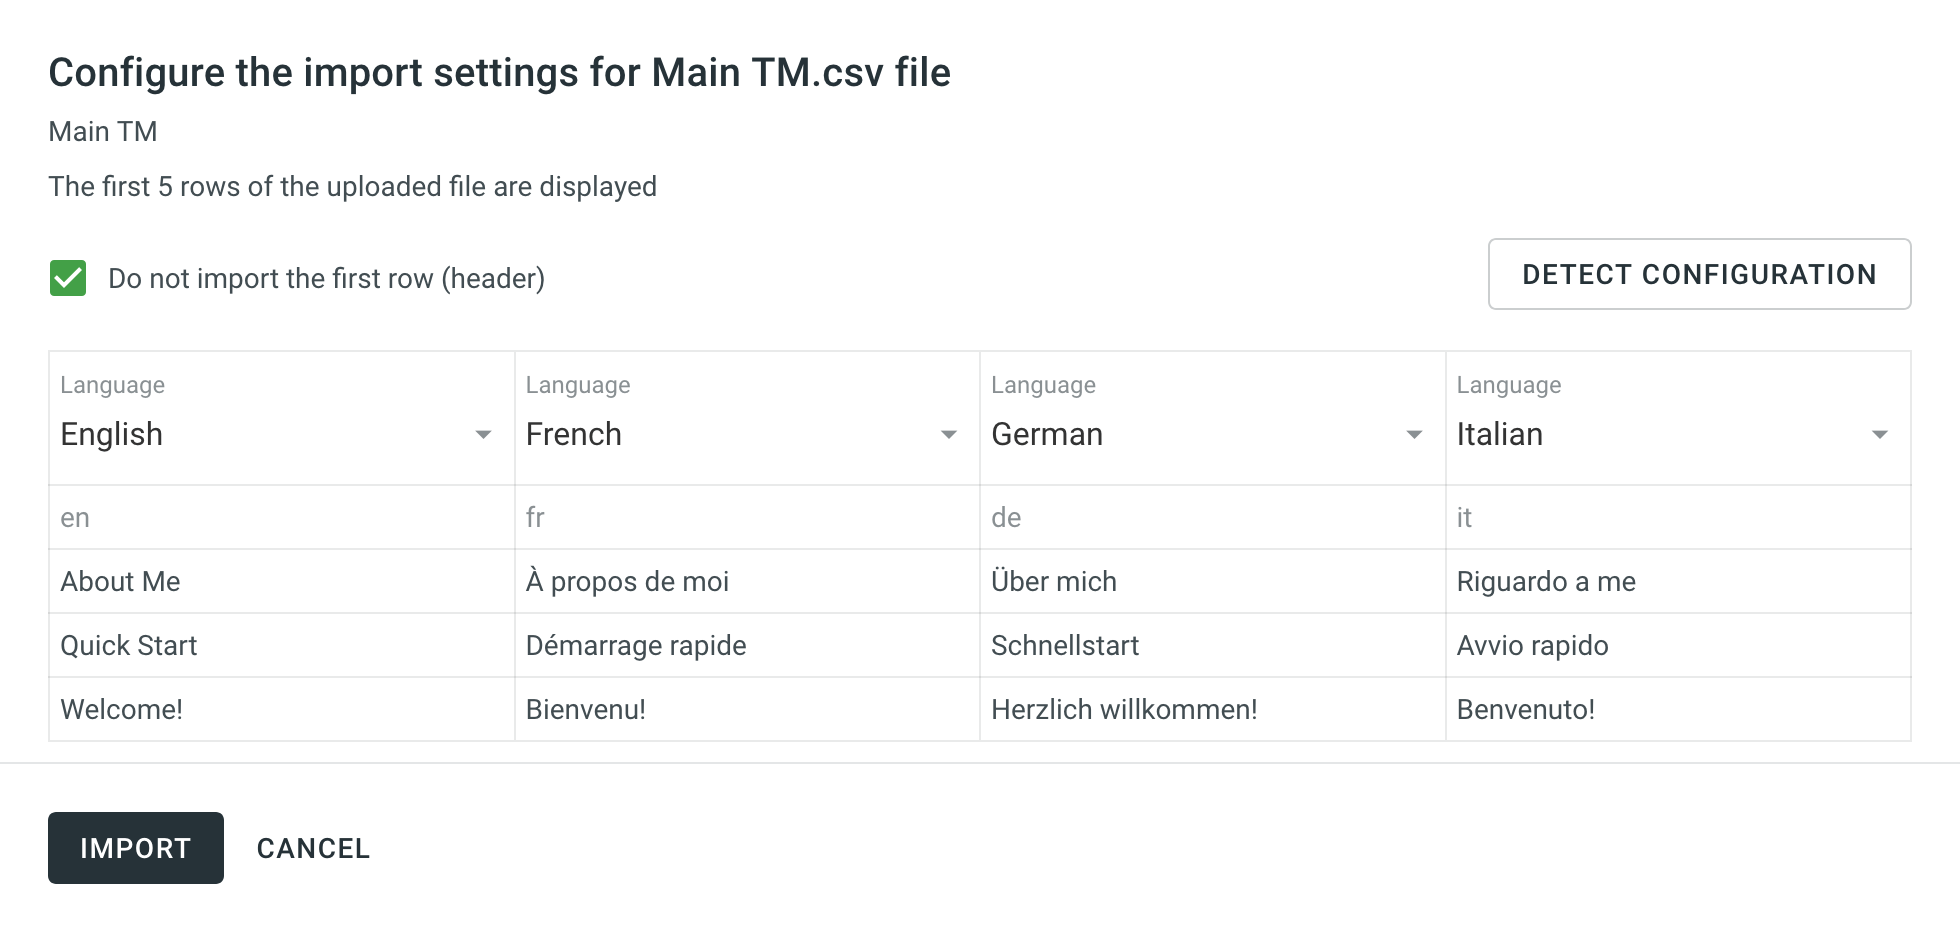 Configure the import settings for Main TM.csv file
Main TM
The first 5 rows of the uploaded file are displayed
Do not import the first row (header)
DETECT CONFIGURATION
Language Language Language Language
English French German Italian
en fr de it
About Me À propos de moi Über mich Riguardo a me
Quick Start Démarrage rapide Schnellstart Avvio rapido
Welcome! Bienvenu! Herzlich willkommen! Benvenuto!
IMPORT CANCEL